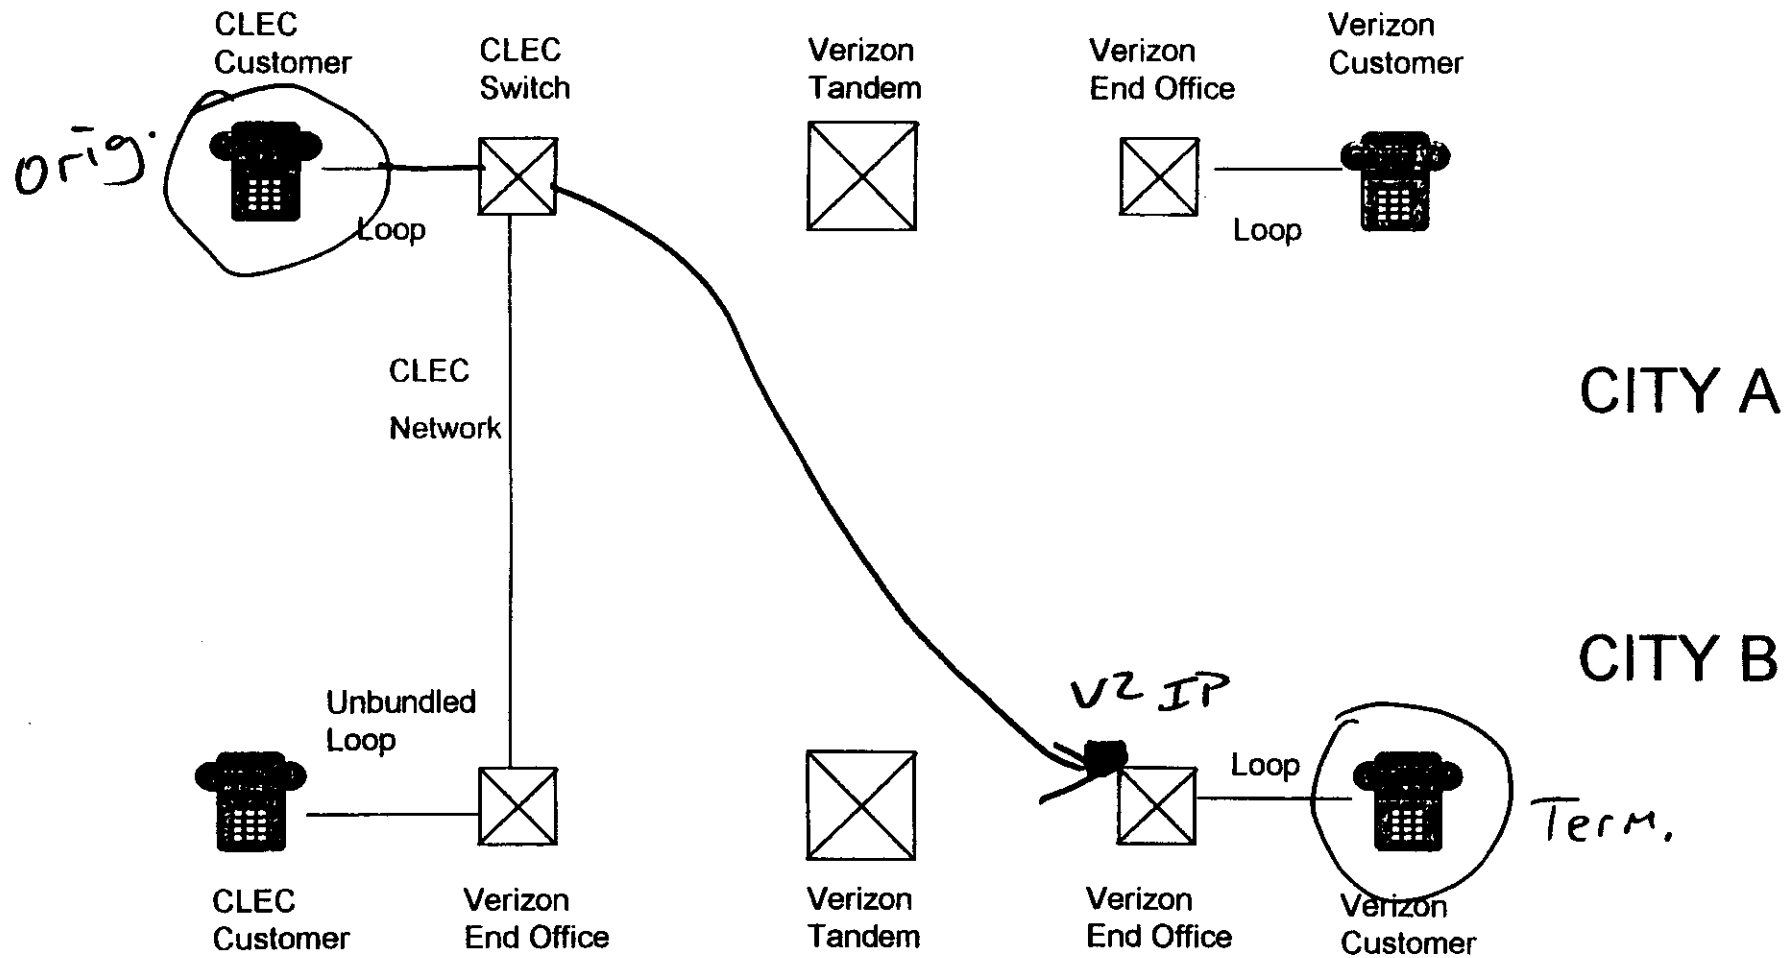 CLEC
Customer
CLEC
Switch
Verizon
Tandem
Verizon
End Office
Verizon
Customer
orig.
Loop
Loop
CLEC
Network
CITY A
CITY B
VZ IP
Unbundled
Loop
Loop
Term.
CLEC
Customer
Verizon
End Office
Verizon
Tandem
Verizon
End Office
Verizon
Customer